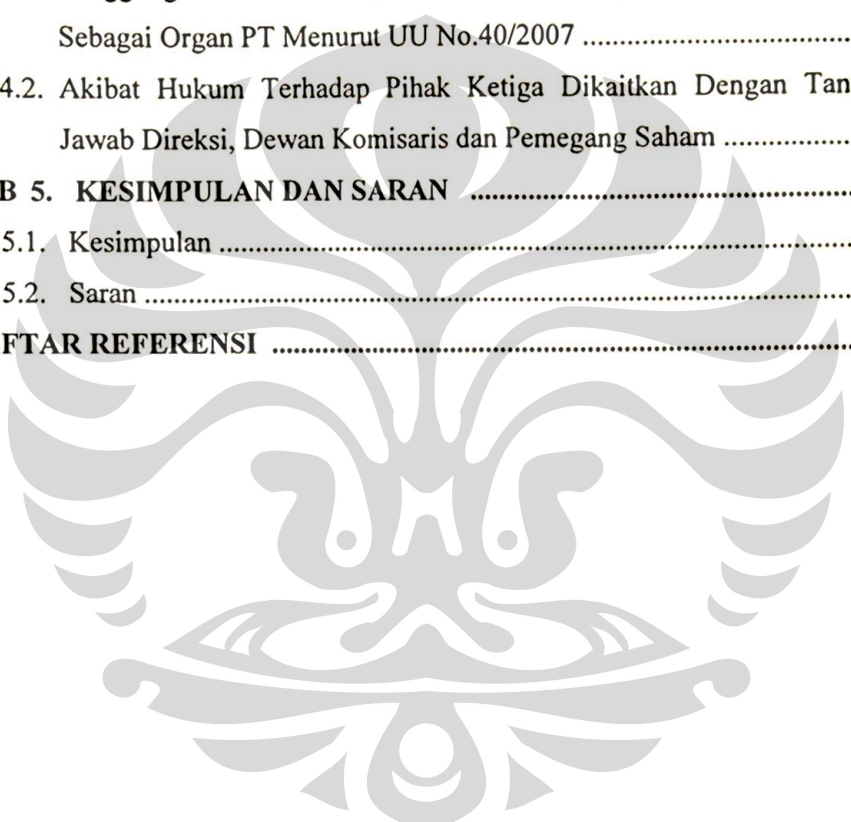 Sebagai Organ PT Menurut UU No.40/2007 ................................
4.2. Akibat Hukum Terhadap Pihak Ketiga Dikaitkan Dengan Tan
Jawab Direksi, Dewan Komisaris dan Pemegang Saham ................
B 5. KESIMPULAN DAN SARAN ................................................
5.1. Kesimpulan ................................................................
5.2. Saran ................................................................
FTAR REFERENSI ................................................................